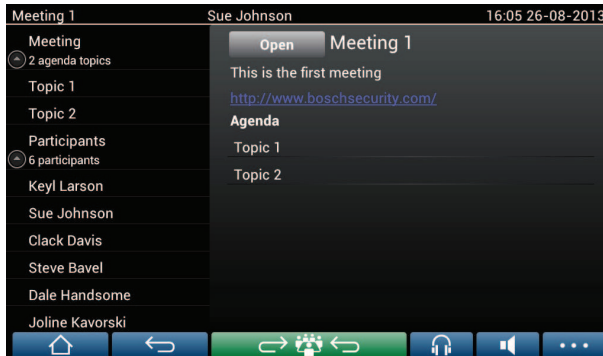 Meeting 1 Sue Johnson 16:05 26-08-2013
Meeting
2 agenda topics
Topic 1
Topic 2
Participants
6 participants
Keyl Larson
Sue Johnson
Clack Davis
Steve Bavel
Dale Handsome
Joline Kavorski
Open Meeting 1
This is the first meeting
http://www.boschsecurity.com/
Agenda
Topic 1
Topic 2